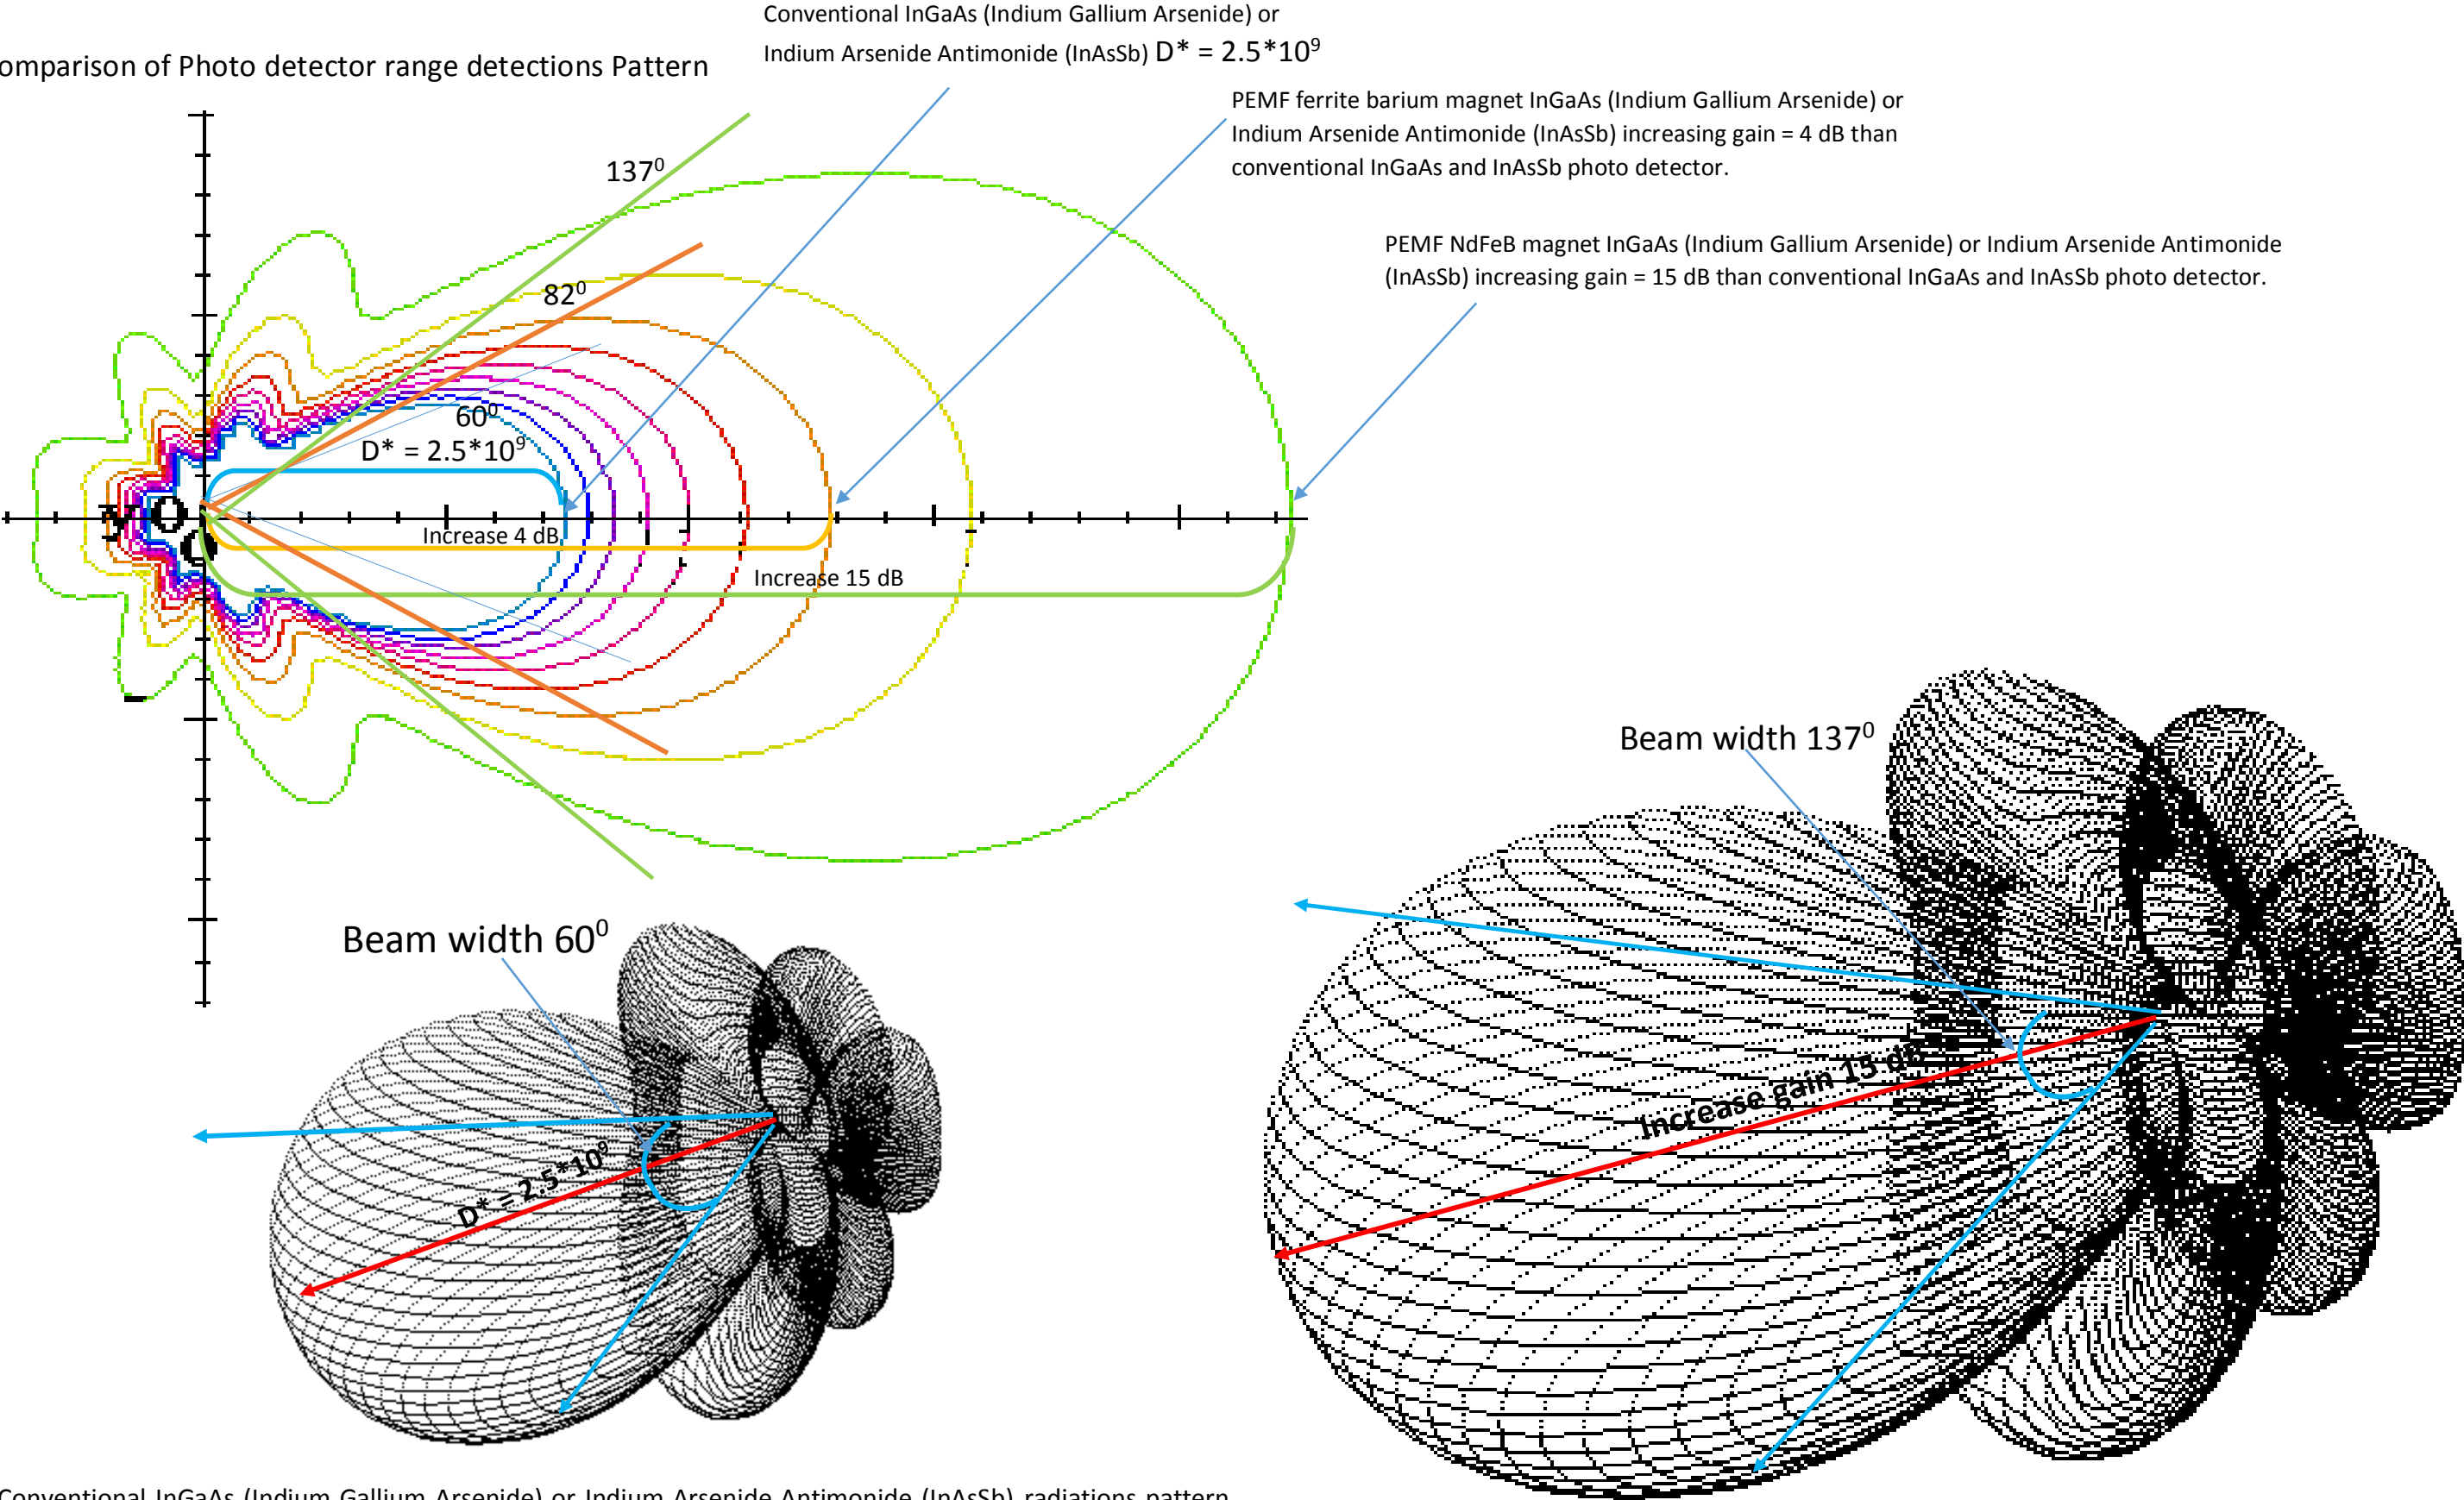 Conventional InGaAs (Indium Gallium Arsenide) or
Indium Arsenide Antimonide (InAsSb) D* = 2.5*10⁹
omparison of Photo detector range detections Pattern
PEMF ferrite barium magnet InGaAs (Indium Gallium Arsenide) or
Indium Arsenide Antimonide (InAsSb) increasing gain = 4 dB than
conventional InGaAs and InAsSb photo detector.
PEMF NdFeB magnet InGaAs (Indium Gallium Arsenide) or Indium Arsenide Antimonide
(InAsSb) increasing gain = 15 dB than conventional InGaAs and InAsSb photo detector.
137⁰
82⁰
60⁰
D* = 2.5*10⁹
Increase 4 dB
Increase 15 dB
Beam width 137⁰
Beam width 60⁰
Increase gain 15 dB
D* = 2.5*10⁹
Conventional InGaAs (Indium Gallium Arsenide) or Indium Arsenide Antimonide (InAsSb) radiations pattern